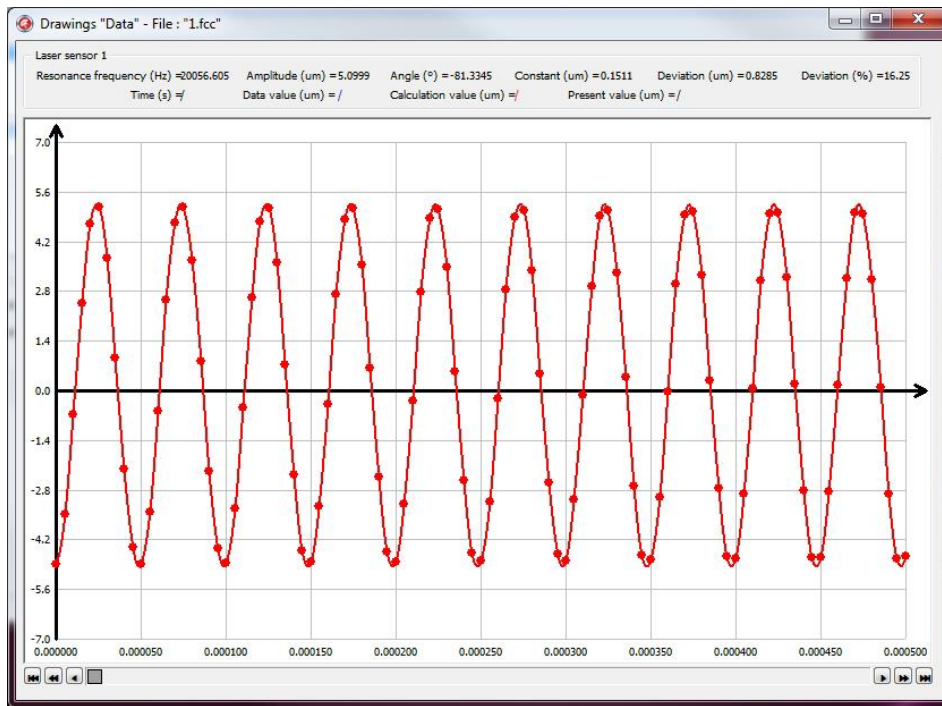 Drawings "Data" - File : "1.fcc"
Laser sensor 1
Resonance frequency (Hz) =20056.605 Amplitude (um) =5.0999 Angle (º) =-81.3345 Constant (um) =0.1511 Deviation (um) =0.8285 Deviation (%) =16.25
Time (s) =/ Data value (um) =/ Calculation value (um) =/ Present value (um) =/
7.0
5.6
4.2
2.8
1.4
0.0
-1.4
-2.8
-4.2
-5.6
-7.0
0.000000 0.000050 0.000100 0.000150 0.000200 0.000250 0.000300 0.000350 0.000400 0.000450 0.000500